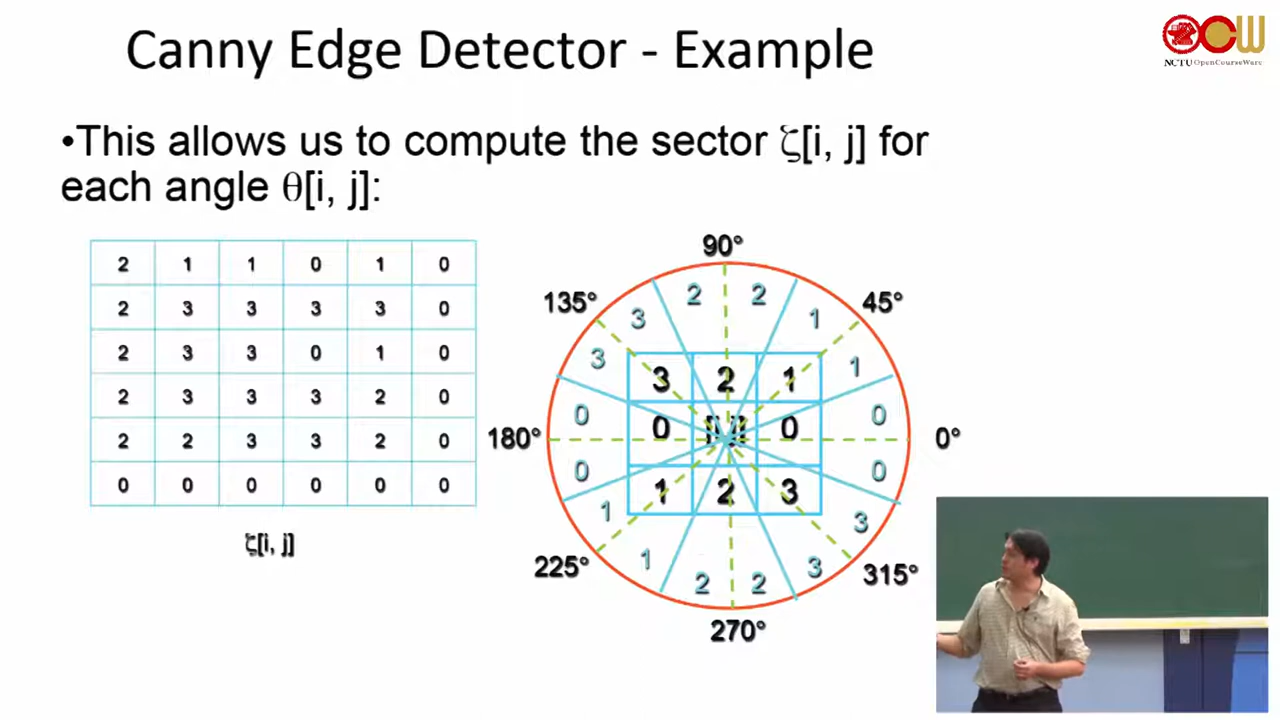 Canny Edge Detector - Example
NCTU OpenCourseWare
•This allows us to compute the sector ζ[i, j] for
each angle θ[i, j]:
2 1 1 0 1 0
2 3 3 3 3 0
2 3 3 0 1 0
2 3 3 3 2 0
2 2 3 3 2 0
0 0 0 0 0 0
ζ[i, j]
90°
135° 45°
2 2
3 1
3 1
3 2 1
0 0
0 0
180° 0°
0 0
1 2 3
1 3
1 3
2 2
225° 315°
270°